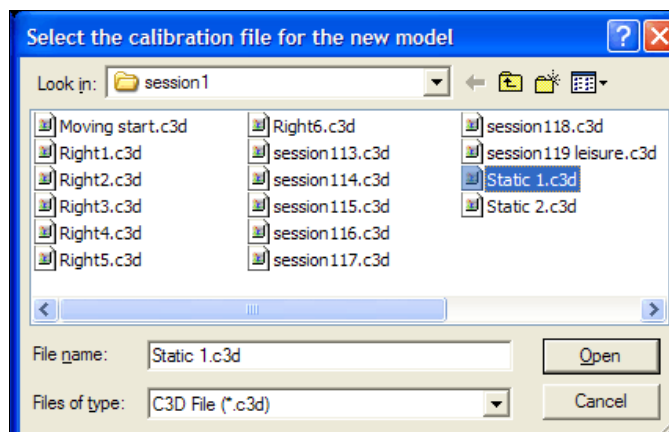 Select the calibration file for the new model
Look in: session1
Moving start.c3d
Right1.c3d
Right2.c3d
Right3.c3d
Right4.c3d
Right5.c3d
Right6.c3d
session113.c3d
session114.c3d
session115.c3d
session116.c3d
session117.c3d
session118.c3d
session119 leisure.c3d
Static 1.c3d
Static 2.c3d
File name: Static 1.c3d Open
Files of type: C3D File (*.c3d) Cancel